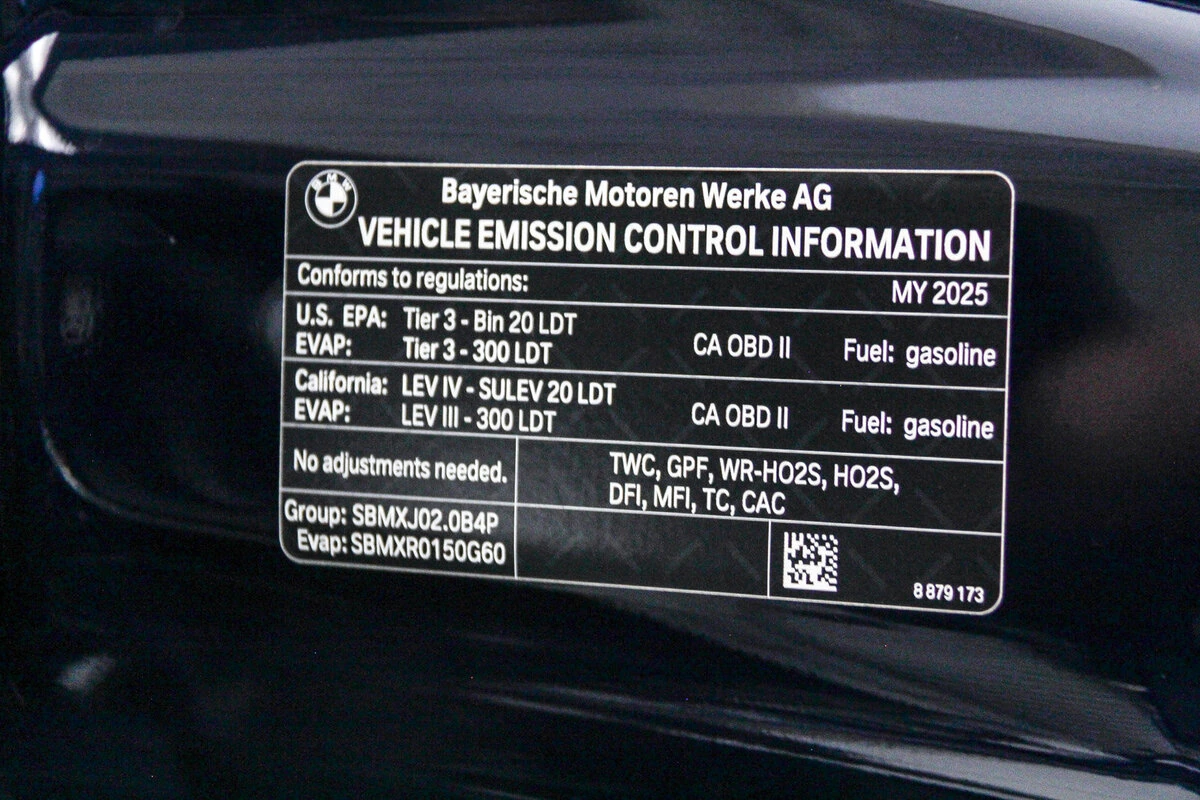 BMW
Bayerische Motoren Werke AG
VEHICLE EMISSION CONTROL INFORMATION
Conforms to regulations: MY 2025
U.S. EPA: Tier 3 - Bin 20 LDT
EVAP: Tier 3 - 300 LDT CA OBD II Fuel: gasoline
California: LEV IV - SULEV 20 LDT
EVAP: LEV III - 300 LDT CA OBD II Fuel: gasoline
No adjustments needed.
TWC, GPF, WR-HO2S, HO2S,
DFI, MFI, TC, CAC
Group: SBMXJ02.0B4P
Evap: SBMXR0150G60
8 879 173